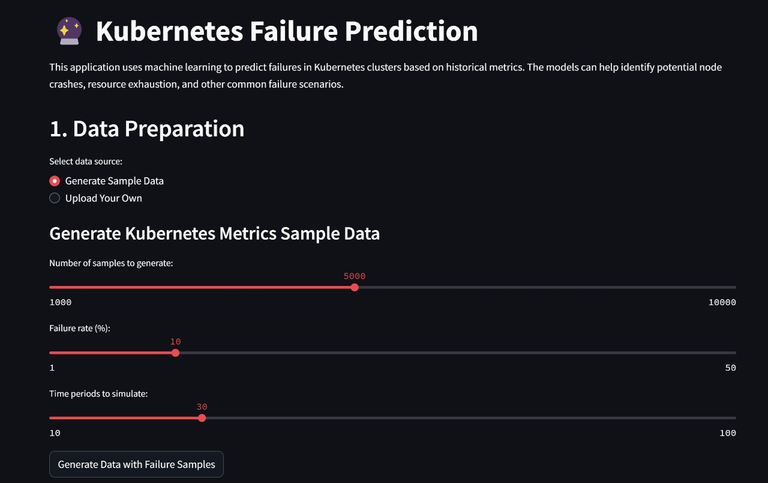 Kubernetes Failure Prediction
This application uses machine learning to predict failures in Kubernetes clusters based on historical metrics. The models can help identify potential node
crashes, resource exhaustion, and other common failure scenarios.
1. Data Preparation
Select data source:
Generate Sample Data
Upload Your Own
Generate Kubernetes Metrics Sample Data
Number of samples to generate:
5000
1000 10000
Failure rate (%):
10
1 50
Time periods to simulate:
30
10 100
Generate Data with Failure Samples